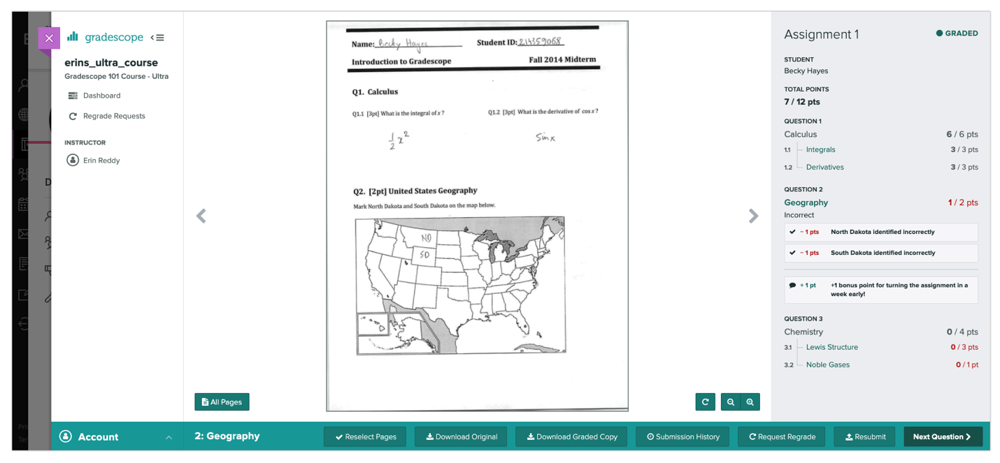 gradescope
erins_ultra_course
Gradescope 101 Course - Ultra
Dashboard
Regrade Requests
INSTRUCTOR
Erin Reddy
Account
Name: Becky Hayes Student ID: 214359068
Introduction to Gradescope Fall 2014 Midterm
Q1. Calculus
Q1.1 [3pt] What is the integral of x ? Q1.2 [3pt] What is the derivative of cos x ?
1/2 x² Sin x
Q2. [2pt] United States Geography
Mark North Dakota and South Dakota on the map below.
ND
SD
All Pages
2: Geography
Reselect Pages
Download Original
Download Graded Copy
Submission History
Request Regrade
Resubmit
Next Question
Assignment 1 GRADED
STUDENT
Becky Hayes
TOTAL POINTS
7 / 12 pts
QUESTION 1
Calculus 6 / 6 pts
1.1 Integrals 3 / 3 pts
1.2 Derivatives 3 / 3 pts
QUESTION 2
Geography 1 / 2 pts
Incorrect
− 1 pts North Dakota identified incorrectly
− 1 pts South Dakota identified incorrectly
+ 1 pt +1 bonus point for turning the assignment in a
week early!
QUESTION 3
Chemistry 0 / 4 pts
3.1 Lewis Structure 0 / 3 pts
3.2 Noble Gases 0 / 1 pt